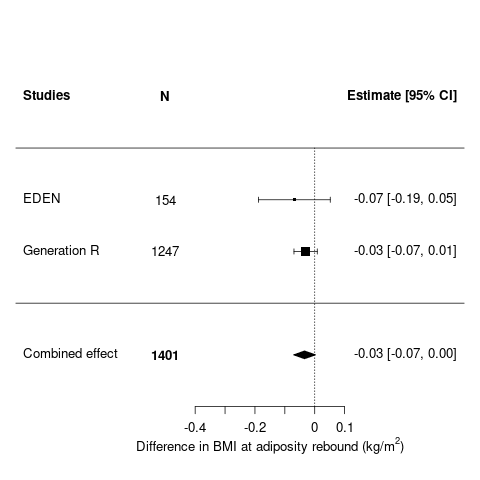 Studies N Estimate [95% CI]
EDEN 154 -0.07 [-0.19, 0.05]
Generation R 1247 -0.03 [-0.07, 0.01]
Combined effect 1401 -0.03 [-0.07, 0.00]
-0.4 -0.2 0 0.1
Difference in BMI at adiposity rebound (kg/m²)